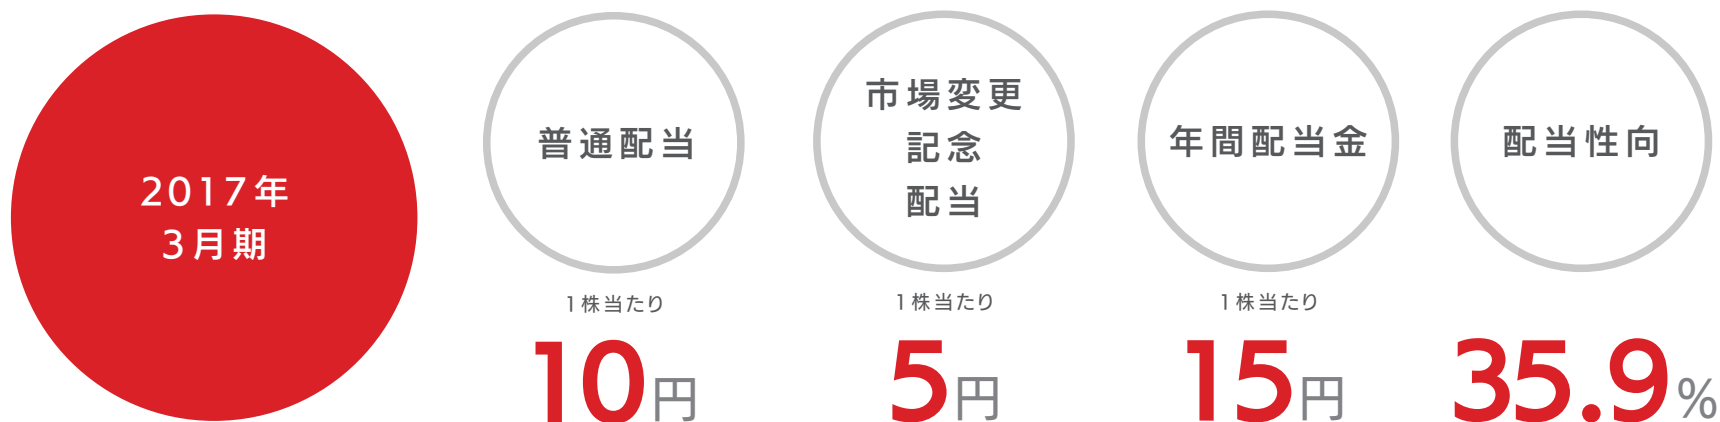 2017年
3月期
普通配当
1株当たり
10円
市場変更
記念
配当
1株当たり
5円
年間配当金
1株当たり
15円
配当性向
35.9%